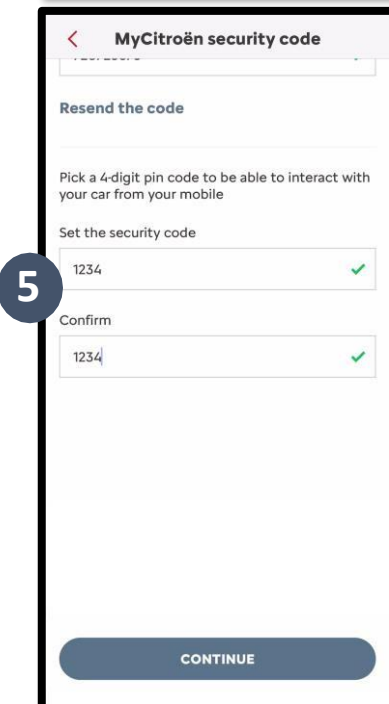 MyCitroën security code
Resend the code
Pick a 4-digit pin code to be able to interact with
your car from your mobile
Set the security code
1234
5
Confirm
1234
CONTINUE